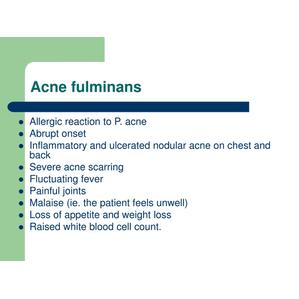 Acne fulminans
Allergic reaction to P. acne
Abrupt onset
Inflammatory and ulcerated nodular acne on chest and
back
Severe acne scarring
Fluctuating fever
Painful joints
Malaise (ie. the patient feels unwell)
Loss of appetite and weight loss
Raised white blood cell count.